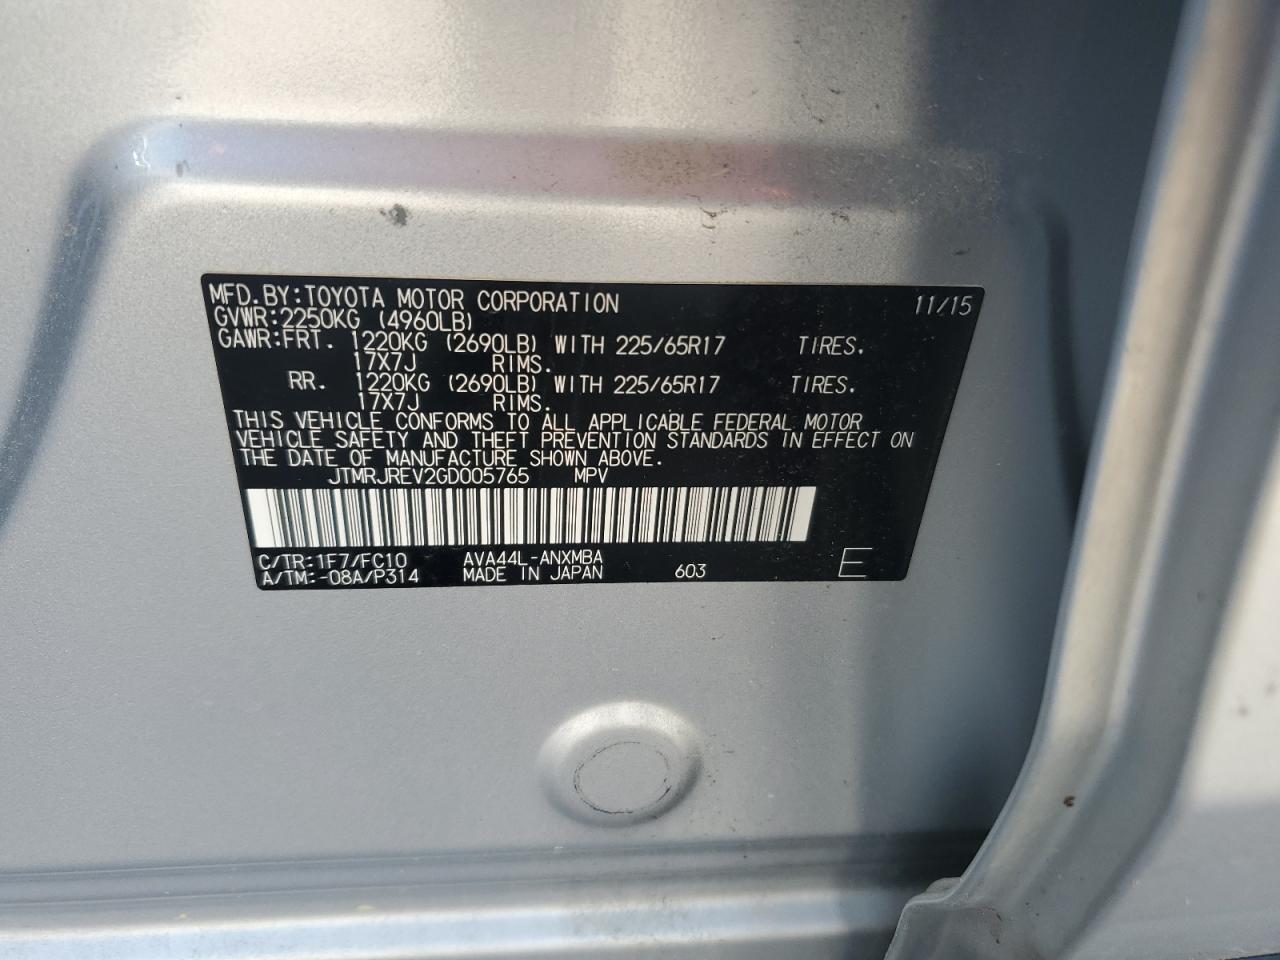 MFD.BY:TOYOTA MOTOR CORPORATION 11/15
GVWR:2250KG (4960LB)
GAWR:FRT. 1220KG (2690LB) WITH 225/65R17 TIRES.
17X7J RIMS.
RR. 1220KG (2690LB) WITH 225/65R17 TIRES.
17X7J RIMS.
THIS VEHICLE CONFORMS TO ALL APPLICABLE FEDERAL MOTOR
VEHICLE SAFETY AND THEFT PREVENTION STANDARDS IN EFFECT ON
THE DATE OF MANUFACTURE SHOWN ABOVE.
JTMRJREV2GD005765 MPV
C/TR:1F7/FC10 AVA44L-ANXMBA
A/TM:-08A/P314 MADE IN JAPAN 603 E